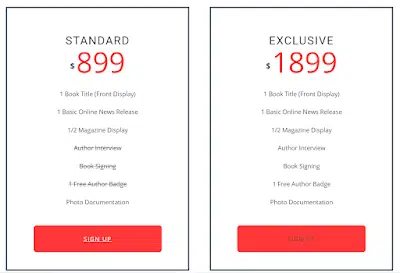 STANDARD
$ 899
1 Book Title (Front Display)
1 Basic Online News Release
1/2 Magazine Display
Author Interview
Book Signing
1 Free Author Badge
Photo Documentation
SIGN UP
EXCLUSIVE
$ 1899
1 Book Title (Front Display)
1 Basic Online News Release
1/2 Magazine Display
Author Interview
Book Signing
1 Free Author Badge
Photo Documentation
SIGN UP